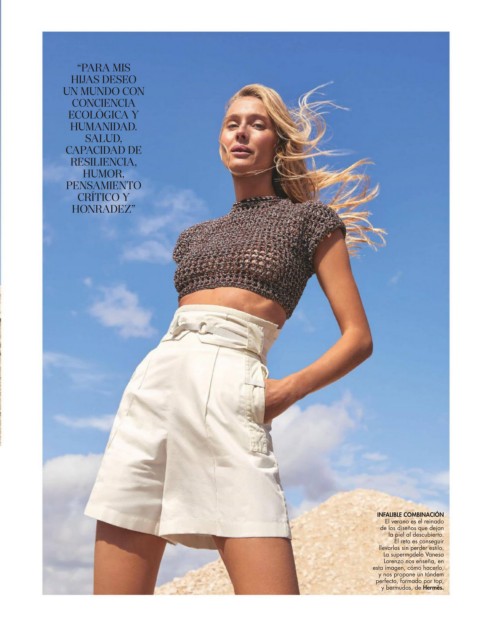 “PARA MIS
HIJAS DESEO
UN MUNDO CON
CONCIENCIA
ECOLÓGICA Y
HUMANIDAD.
SALUD,
CAPACIDAD DE
RESILIENCIA,
HUMOR,
PENSAMIENTO
CRÍTICO Y
HONRADEZ”
INFALIBLE COMBINACIÓN
El verano es el reinado
de los diseños que dejan
la piel al descubierto.
El reto es conseguir
llevarlas sin perder estilo.
La supermodelo Vanesa
Lorenzo nos enseña, en
esta imagen, cómo hacerlo,
y nos propone un tándem
perfecto, formado por top,
y bermudas, de Hermès.